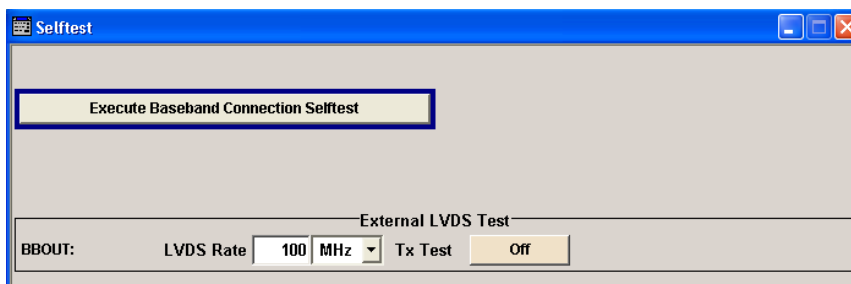 Selftest
Execute Baseband Connection Selftest
External LVDS Test
BBOUT: LVDS Rate 100 MHz Tx Test Off